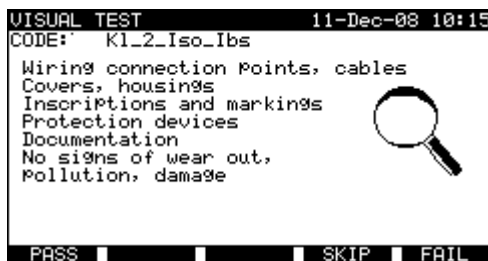 VISUAL TEST 11-Dec-08 10:15
CODE: Kl_2_Iso_Ibs
Wiring connection points, cables
Covers, housings
Inscriptions and markings
Protection devices
Documentation
No signs of wear out,
pollution, damage
PASS SKIP FAIL